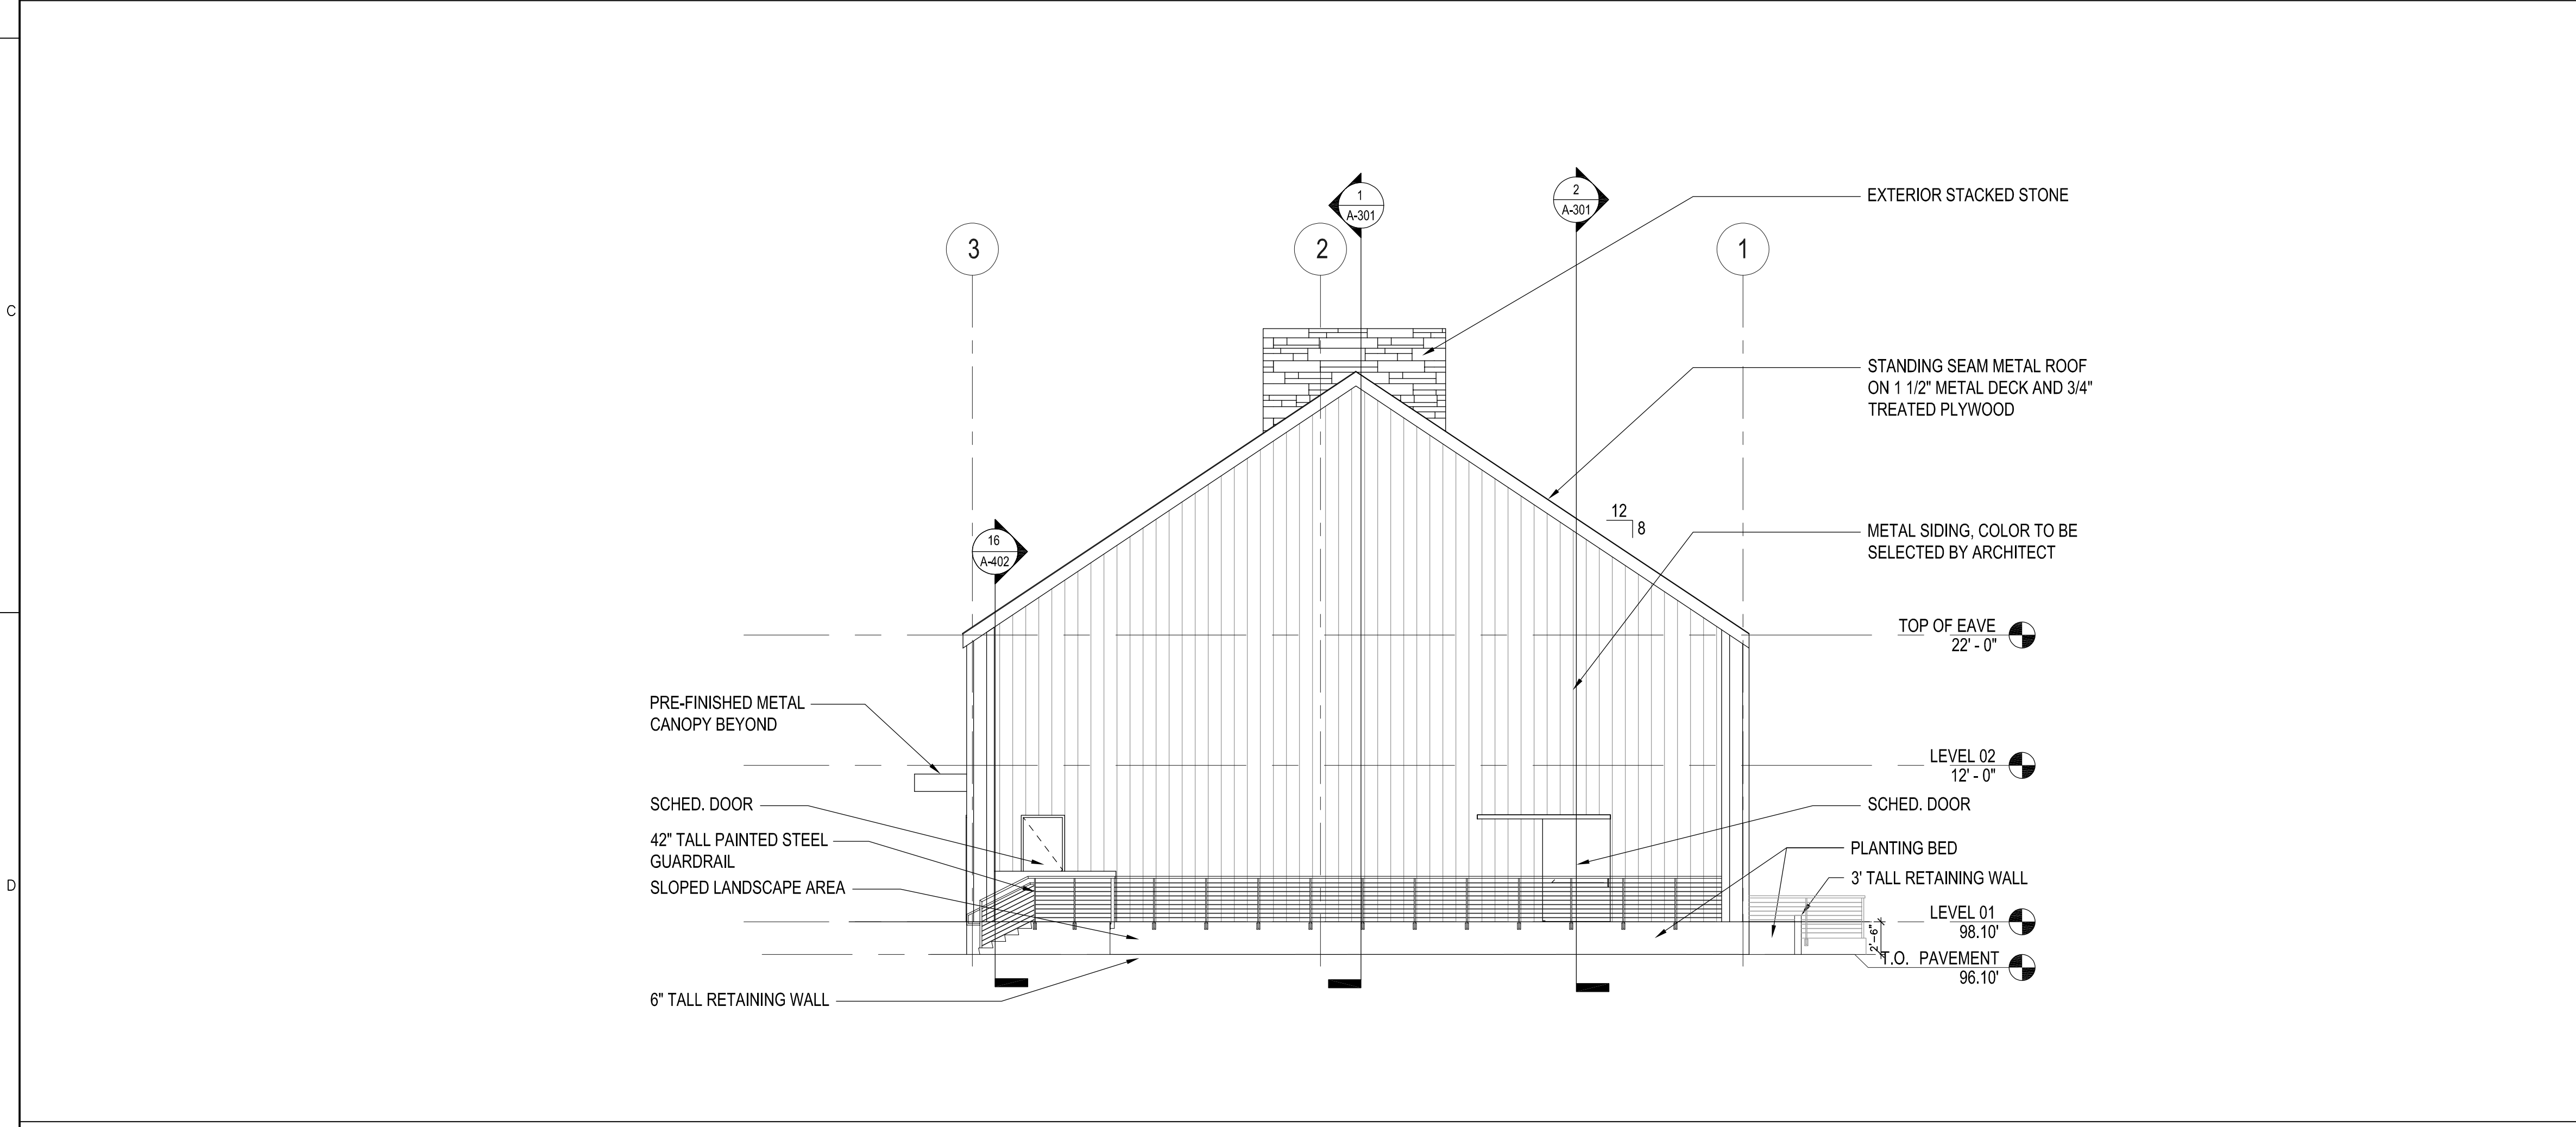 1
A-301
2
A-301
EXTERIOR STACKED STONE
3
2
1
C
STANDING SEAM METAL ROOF
ON 1 1/2" METAL DECK AND 3/4"
TREATED PLYWOOD
12
8
METAL SIDING, COLOR TO BE
SELECTED BY ARCHITECT
16
A-402
TOP OF EAVE
22' - 0"
PRE-FINISHED METAL
CANOPY BEYOND
LEVEL 02
12' - 0"
SCHED. DOOR
SCHED. DOOR
42" TALL PAINTED STEEL
GUARDRAIL
PLANTING BED
SLOPED LANDSCAPE AREA
3' TALL RETAINING WALL
D
LEVEL 01
98.10'
2'-6"
T.O. PAVEMENT
96.10'
6" TALL RETAINING WALL